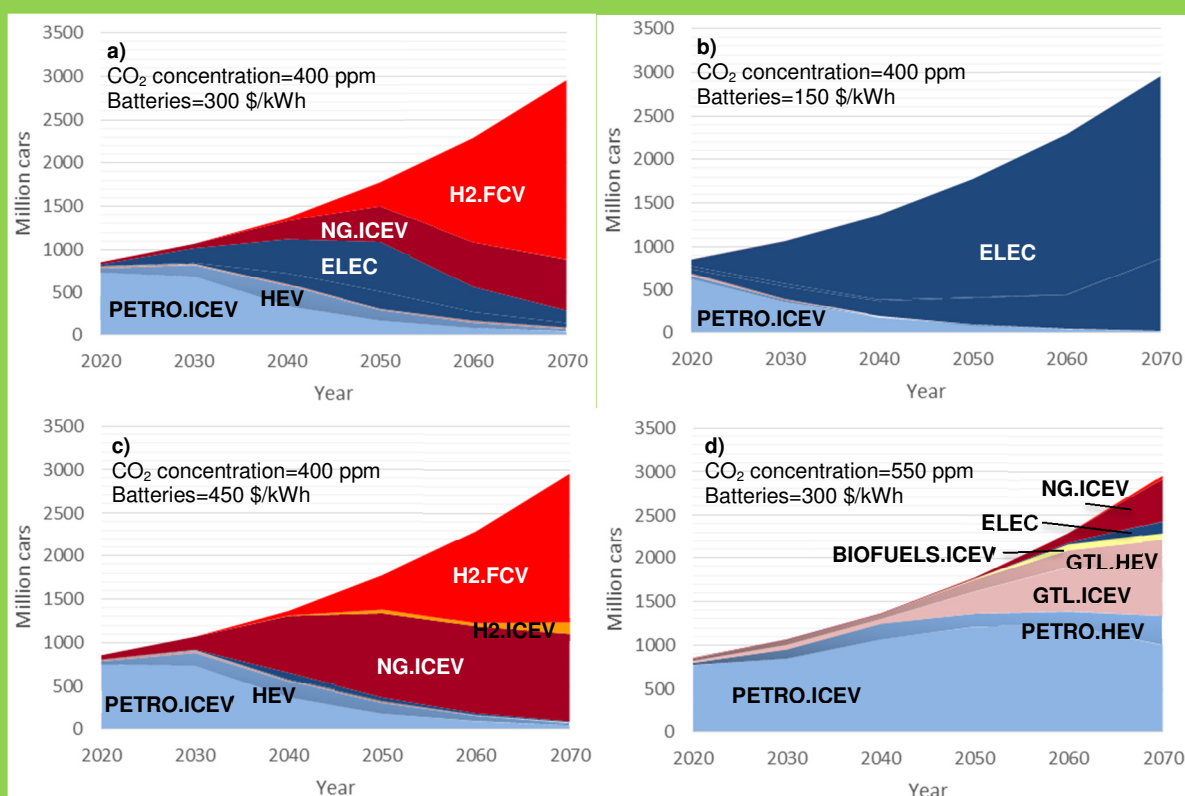 a)
CO₂ concentration=400 ppm
Batteries=300 $/kWh
3500
3000
2500
2000
1500
1000
500
0
Million cars
H2.FCV
NG.ICEV
ELEC
HEV
PETRO.ICEV
2020 2030 2040 2050 2060 2070
Year
b)
CO₂ concentration=400 ppm
Batteries=150 $/kWh
3500
3000
2500
2000
1500
1000
500
0
Million cars
ELEC
PETRO.ICEV
2020 2030 2040 2050 2060 2070
Year
c)
CO₂ concentration=400 ppm
Batteries=450 $/kWh
3500
3000
2500
2000
1500
1000
500
0
Million cars
H2.FCV
H2.ICEV
NG.ICEV
HEV
PETRO.ICEV
2020 2030 2040 2050 2060 2070
Year
d)
CO₂ concentration=550 ppm
Batteries=300 $/kWh
3500
3000
2500
2000
1500
1000
500
0
Million cars
NG.ICEV
ELEC
BIOFUELS.ICEV
GTL.HEV
GTL.ICEV
PETRO.HEV
PETRO.ICEV
2020 2030 2040 2050 2060 2070
Year